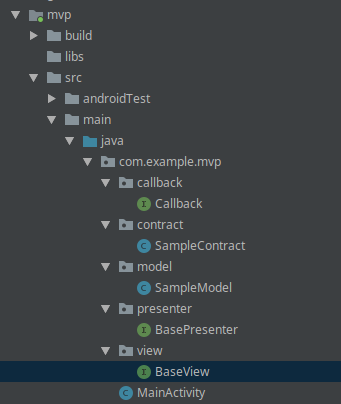 mvp
build
libs
src
androidTest
main
java
com.example.mvp
callback
I Callback
contract
C SampleContract
model
C SampleModel
presenter
I BasePresenter
view
I BaseView
C MainActivity